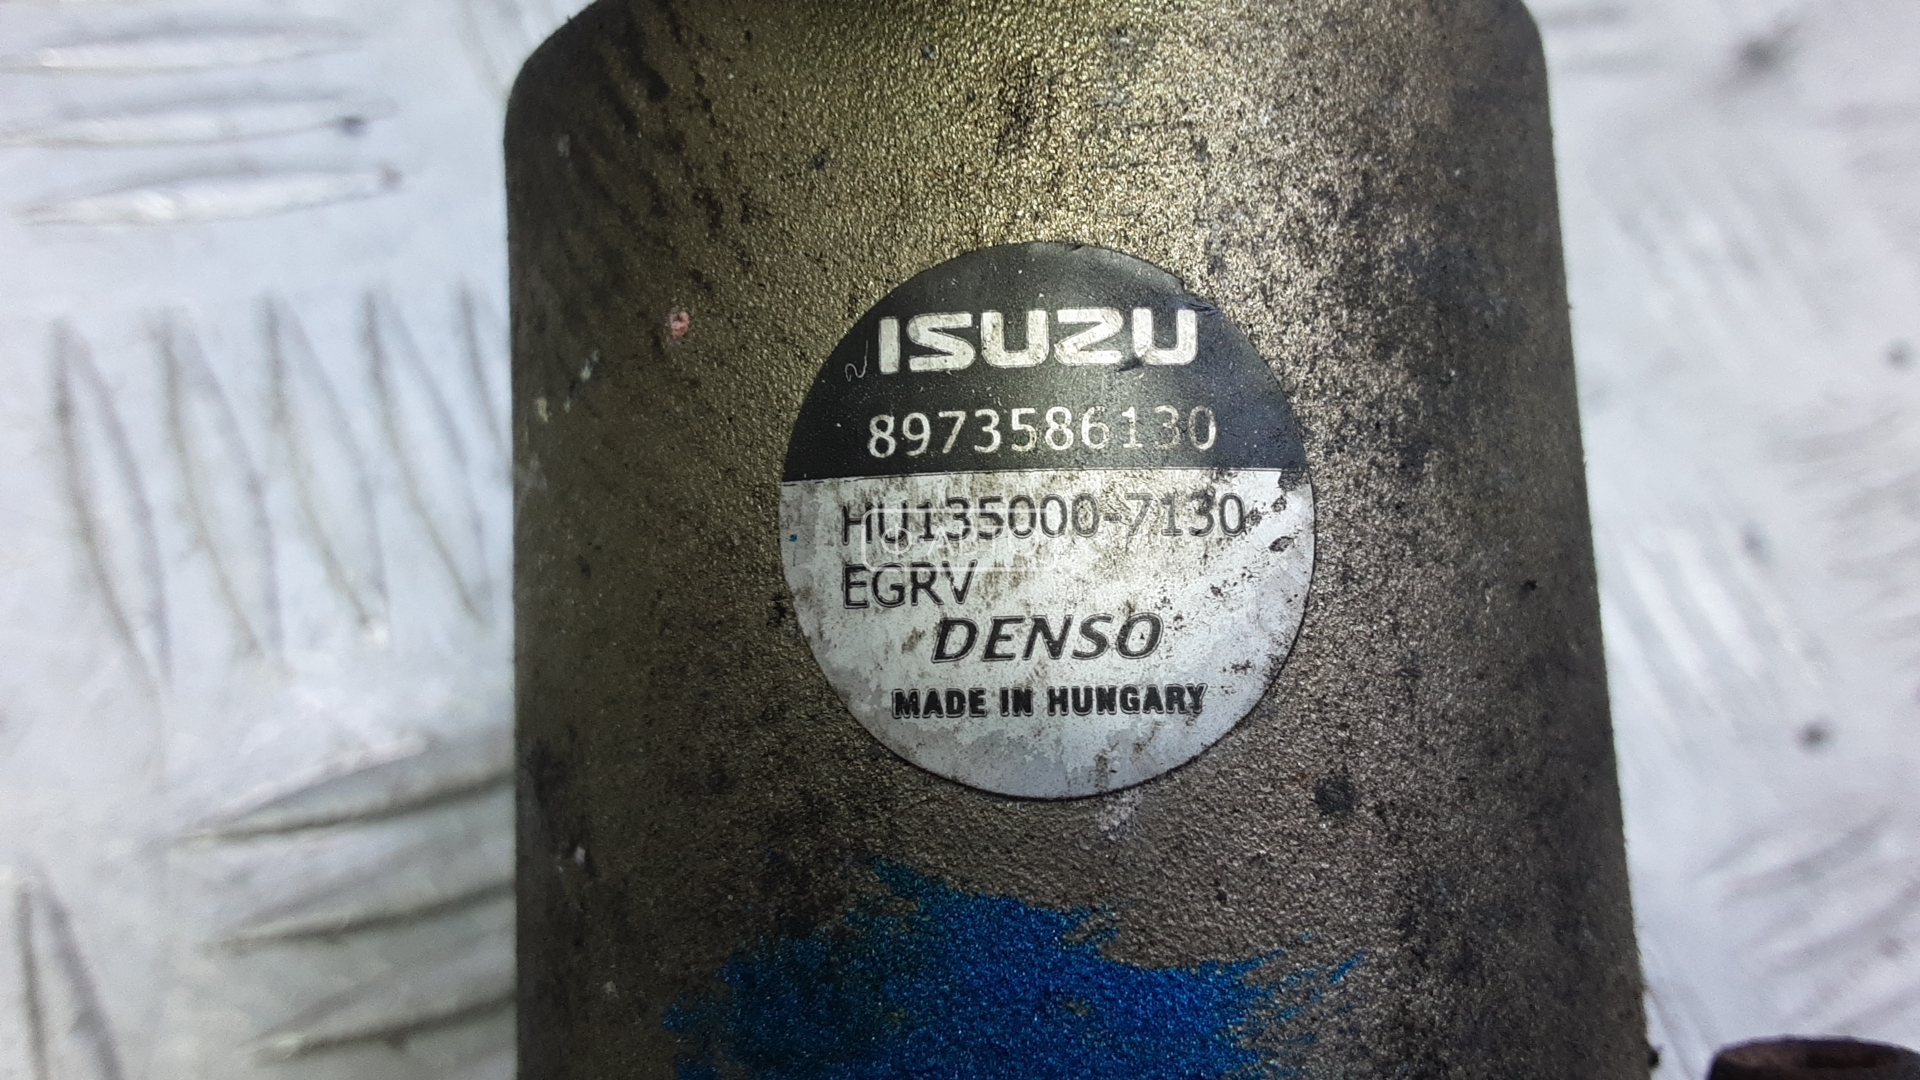 ISUZU
8973586130
HU135000-7130
EGRV
DENSO
MADE IN HUNGARY